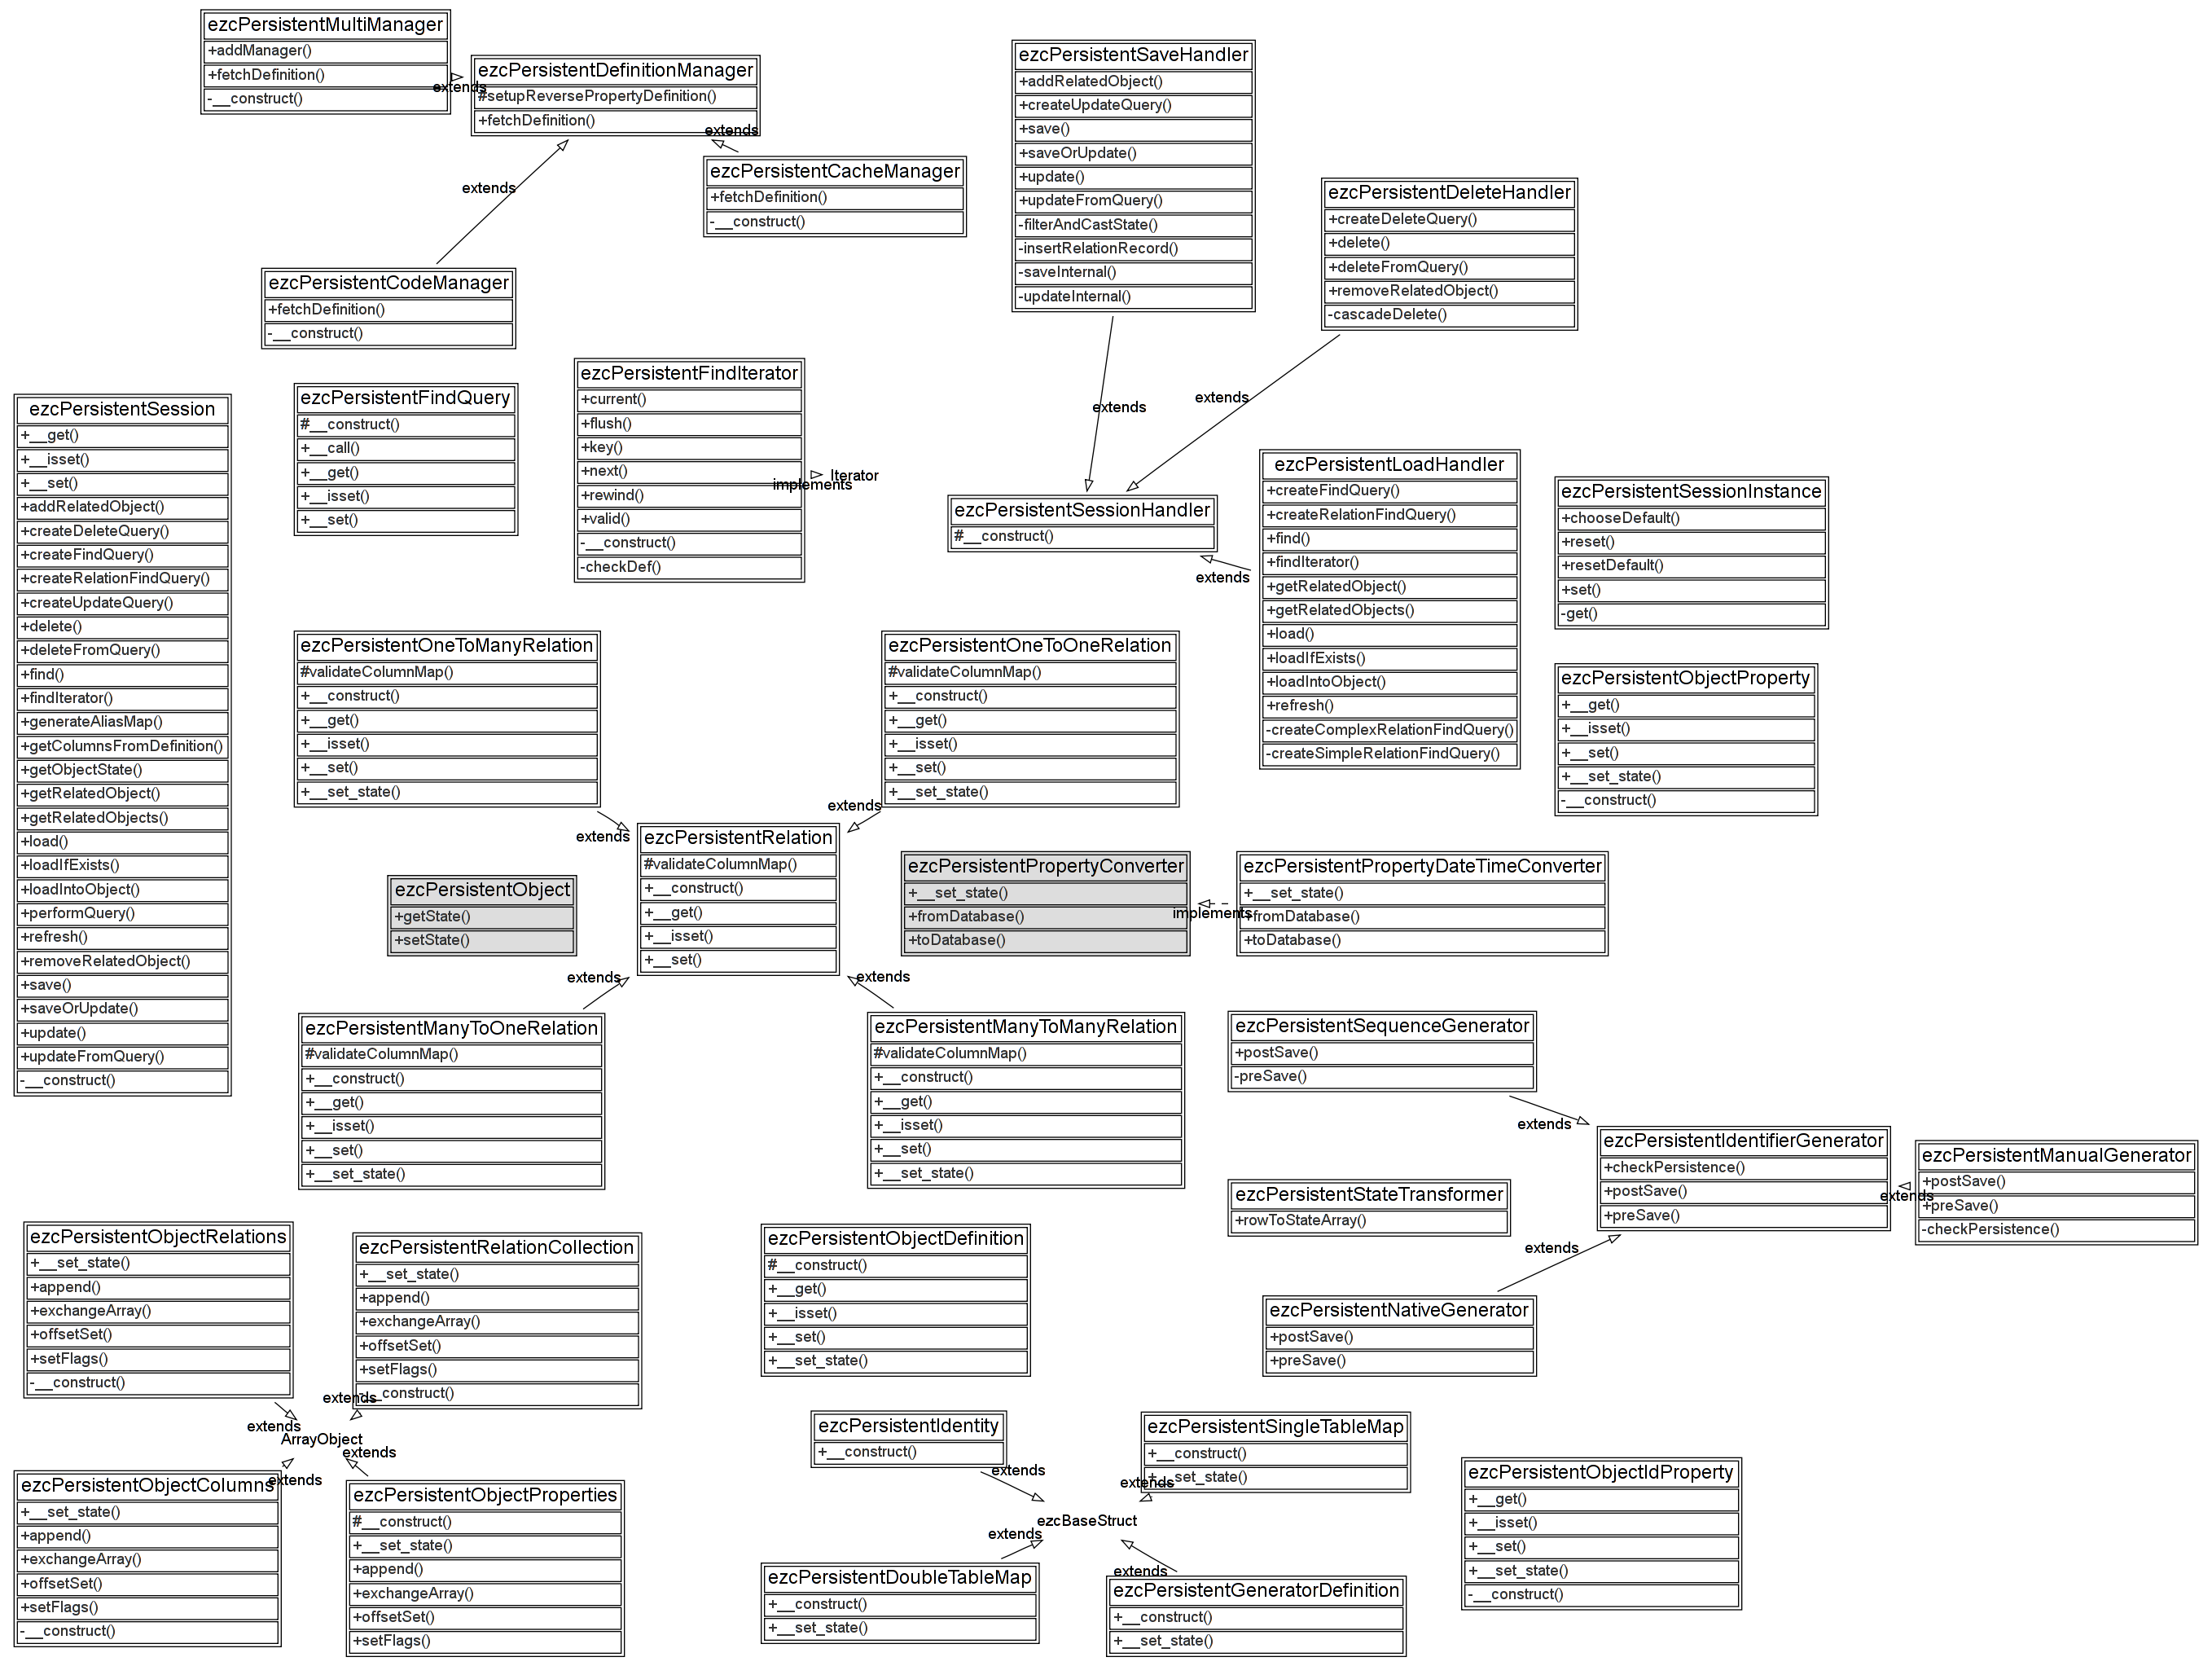 ezcPersistentMultiManager
+addManager()
+fetchDefinition()
-__construct()
extends
ezcPersistentDefinitionManager
#setupReversePropertyDefinition()
+fetchDefinition()
extends
ezcPersistentCacheManager
+fetchDefinition()
-__construct()
extends
ezcPersistentCodeManager
+fetchDefinition()
-__construct()
ezcPersistentSaveHandler
+addRelatedObject()
+createUpdateQuery()
+save()
+saveOrUpdate()
+update()
+updateFromQuery()
-filterAndCastState()
-insertRelationRecord()
-saveInternal()
-updateInternal()
extends
ezcPersistentDeleteHandler
+createDeleteQuery()
+delete()
+deleteFromQuery()
+removeRelatedObject()
-cascadeDelete()
extends
ezcPersistentSession
+__get()
+__isset()
+__set()
+addRelatedObject()
+createDeleteQuery()
+createFindQuery()
+createRelationFindQuery()
+createUpdateQuery()
+delete()
+deleteFromQuery()
+find()
+findIterator()
+generateAliasMap()
+getColumnsFromDefinition()
+getObjectState()
+getRelatedObject()
+getRelatedObjects()
+load()
+loadIfExists()
+loadIntoObject()
+performQuery()
+refresh()
+removeRelatedObject()
+save()
+saveOrUpdate()
+update()
+updateFromQuery()
-__construct()
ezcPersistentFindQuery
#__construct()
+__call()
+__get()
+__isset()
+__set()
ezcPersistentFindIterator
+current()
+flush()
+key()
+next()
+rewind()
+valid()
-__construct()
-checkDef()
implements
Iterator
ezcPersistentSessionHandler
#__construct()
extends
ezcPersistentLoadHandler
+createFindQuery()
+createRelationFindQuery()
+find()
+findIterator()
+getRelatedObject()
+getRelatedObjects()
+load()
+loadIfExists()
+loadIntoObject()
+refresh()
-createComplexRelationFindQuery()
-createSimpleRelationFindQuery()
ezcPersistentSessionInstance
+chooseDefault()
+reset()
+resetDefault()
+set()
-get()
ezcPersistentObjectProperty
+__get()
+__isset()
+__set()
+__set_state()
-__construct()
ezcPersistentOneToManyRelation
#validateColumnMap()
+__construct()
+__get()
+__isset()
+__set()
+__set_state()
extends
ezcPersistentOneToOneRelation
#validateColumnMap()
+__construct()
+__get()
+__isset()
+__set()
+__set_state()
extends
ezcPersistentRelation
#validateColumnMap()
+__construct()
+__get()
+__isset()
+__set()
ezcPersistentObject
+getState()
+setState()
ezcPersistentPropertyConverter
+__set_state()
+fromDatabase()
+toDatabase()
implements
ezcPersistentPropertyDateTimeConverter
+__set_state()
+fromDatabase()
+toDatabase()
extends
ezcPersistentManyToOneRelation
#validateColumnMap()
+__construct()
+__get()
+__isset()
+__set()
+__set_state()
extends
ezcPersistentManyToManyRelation
#validateColumnMap()
+__construct()
+__get()
+__isset()
+__set()
+__set_state()
ezcPersistentSequenceGenerator
+postSave()
-preSave()
extends
ezcPersistentIdentifierGenerator
+checkPersistence()
+postSave()
+preSave()
extends
ezcPersistentManualGenerator
+postSave()
+preSave()
-checkPersistence()
ezcPersistentStateTransformer
+rowToStateArray()
extends
ezcPersistentNativeGenerator
+postSave()
+preSave()
ezcPersistentObjectRelations
+__set_state()
+append()
+exchangeArray()
+offsetSet()
+setFlags()
-__construct()
extends
ezcPersistentRelationCollection
+__set_state()
+append()
+exchangeArray()
+offsetSet()
+setFlags()
-__construct()
extends
ArrayObject
extends
ezcPersistentObjectColumns
+__set_state()
+append()
+exchangeArray()
+offsetSet()
+setFlags()
-__construct()
extends
ezcPersistentObjectProperties
#__construct()
+__set_state()
+append()
+exchangeArray()
+offsetSet()
+setFlags()
ezcPersistentObjectDefinition
#__construct()
+__get()
+__isset()
+__set()
+__set_state()
ezcPersistentIdentity
+__construct()
extends
ezcPersistentSingleTableMap
+__construct()
+__set_state()
extends
ezcBaseStruct
extends
ezcPersistentDoubleTableMap
+__construct()
+__set_state()
extends
ezcPersistentGeneratorDefinition
+__construct()
+__set_state()
ezcPersistentObjectIdProperty
+__get()
+__isset()
+__set()
+__set_state()
-__construct()